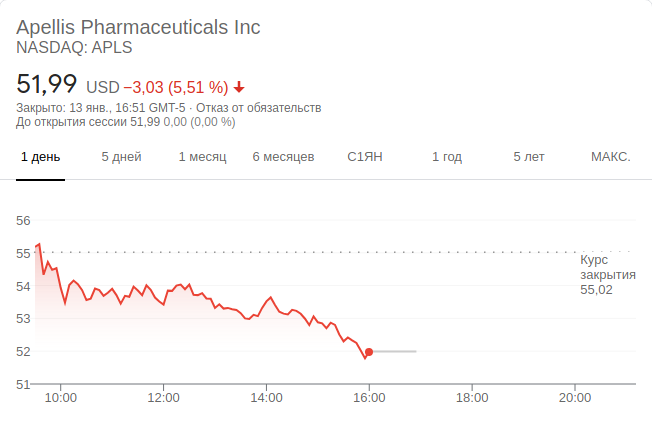 Apellis Pharmaceuticals Inc
NASDAQ: APLS
51,99 USD −3,03 (5,51 %)
Закрыто: 13 янв., 16:51 GMT-5 · Отказ от обязательств
До открытия сессии 51,99 0,00 (0,00 %)
1 день 5 дней 1 месяц 6 месяцев С1ЯН 1 год 5 лет МАКС.
56
55
54
53
52
51
Курс
закрытия
55,02
10:00 12:00 14:00 16:00 18:00 20:00